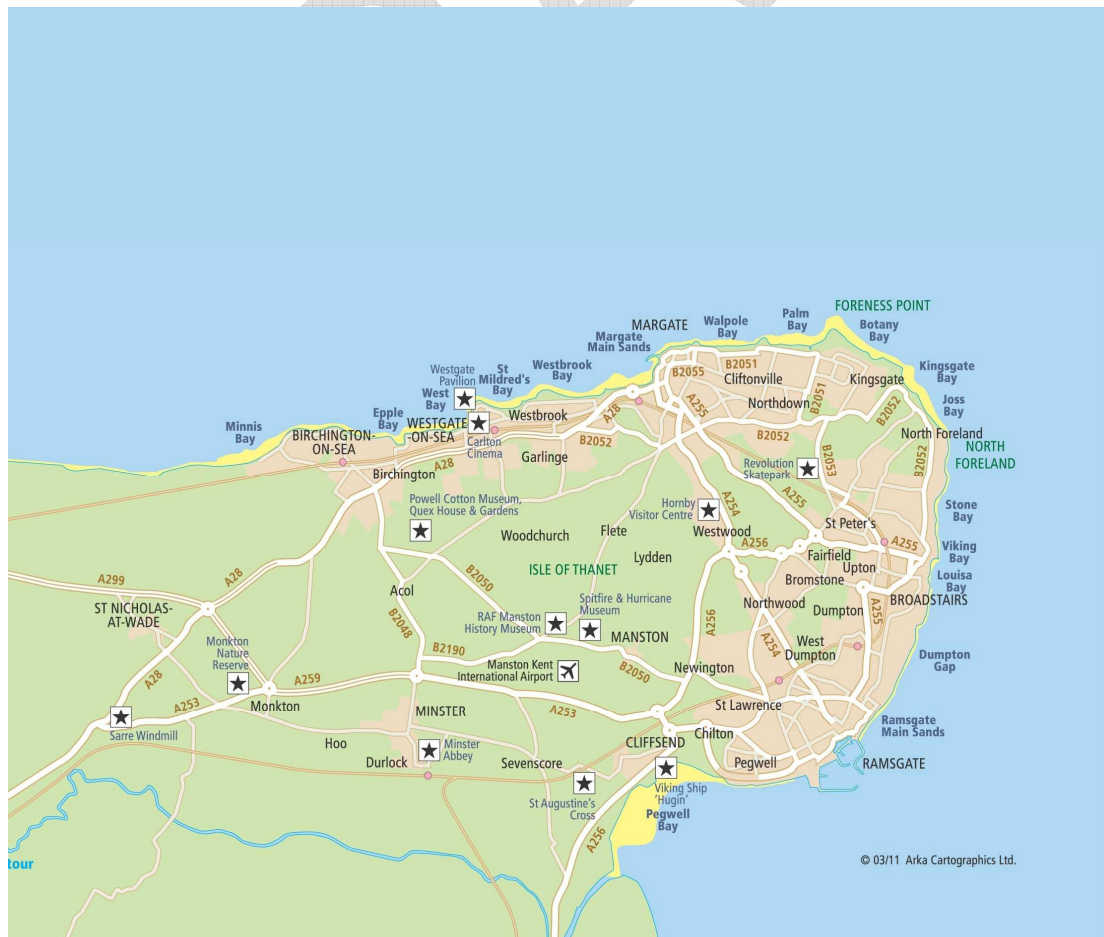 FORENESS POINT
MARGATE
Walpole
Bay
Palm
Bay
Botany
Bay
Margate
Main Sands
Westbrook
Bay
St
Mildred's
Bay
Westgate
Pavilion
West
Bay
Epple
Bay
Minnis
Bay
Kingsgate
Bay
Joss
Bay
B2051
B2055
Cliftonville
Kingsgate
B2051
Northdown
B2052
A28
A255
Westbrook
WESTGATE
-ON-SEA
BIRCHINGTON-
ON-SEA
Carlton
Cinema
B2052
B2052
North Foreland
NORTH
FORELAND
Garlinge
A28
Birchington
B2053
B2052
Revolution
Skatepark
Powell Cotton Museum,
Quex House & Gardens
Hornby
Visitor Centre
A254
A255
Stone
Bay
St Peter's
Woodchurch
Flete
Westwood
A256
A255
Viking
Bay
Lydden
Fairfield
Upton
Louisa
Bay
ISLE OF THANET
B2050
Bromstone
BROADSTAIRS
A299
A28
Acol
Spitfire & Hurricane
Museum
Northwood
Dumpton
A255
ST NICHOLAS-
AT-WADE
B2048
RAF Manston
History Museum
MANSTON
A256
West
Dumpton
Monkton
Nature
Reserve
B2190
A254
Dumpton
Gap
A28
A259
Manston Kent
International Airport
B2050
Newington
A253
Monkton
MINSTER
A253
St Lawrence
Ramsgate
Main Sands
Sarre Windmill
Hoo
Minster
Abbey
CLIFFSEND
Chilton
Durlock
Sevenscore
Pegwell
RAMSGATE
St Augustine's
Cross
Viking Ship
'Hugin'
Pegwell
Bay
A256
tour
© 03/11 Arka Cartographics Ltd.